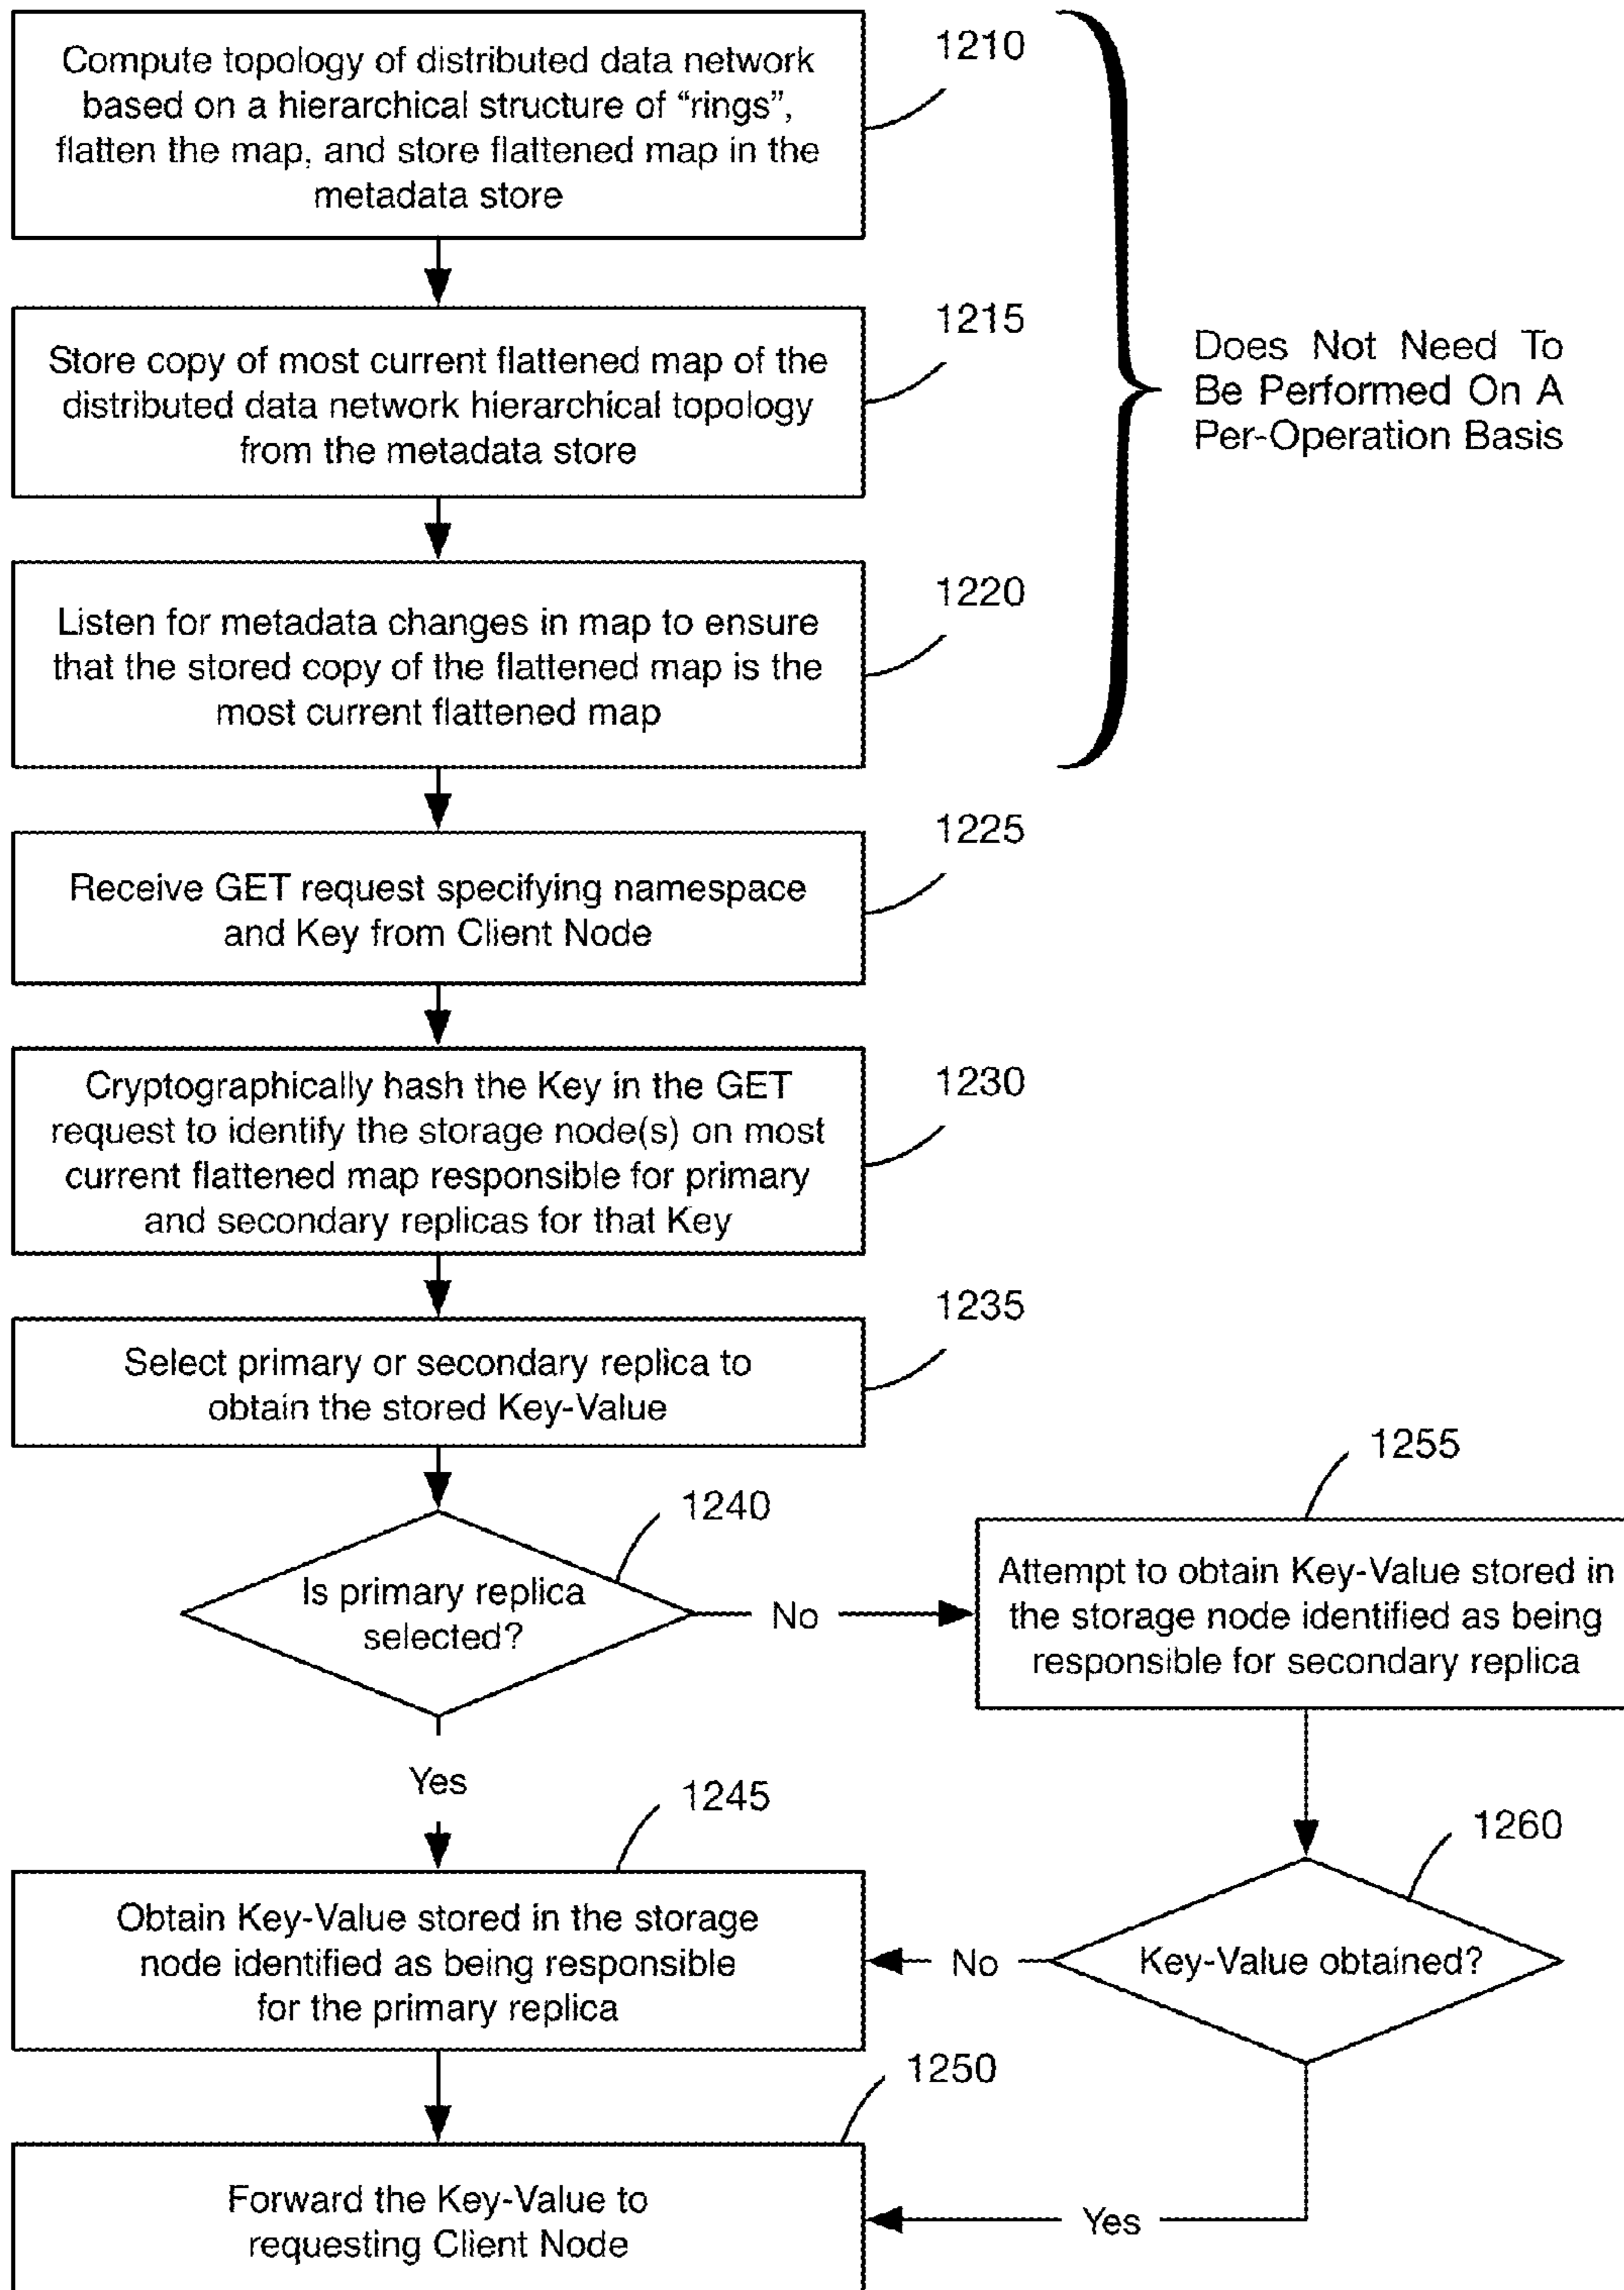 Compute topology of distributed data network
based on a hierarchical structure of “rings”,
flatten the map, and store flattened map in the
metadata store
1210
Store copy of most current flattened map of the
distributed data network hierarchical topology
from the metadata store
1215
Does Not Need To
Be Performed On A
Per-Operation Basis
Listen for metadata changes in map to ensure
that the stored copy of the flattened map is the
most current flattened map
1220
Receive GET request specifying namespace
and Key from Client Node
1225
Cryptographically hash the Key in the GET
request to identify the storage node(s) on most
current flattened map responsible for primary
and secondary replicas for that Key
1230
Select primary or secondary replica to
obtain the stored Key-Value
1235
Is primary replica
selected?
1240
No
Attempt to obtain Key-Value stored in
the storage node identified as being
responsible for secondary replica
1255
Yes
Obtain Key-Value stored in the storage
node identified as being responsible
for the primary replica
1245
No
Key-Value obtained?
1260
Forward the Key-Value to
requesting Client Node
1250
Yes